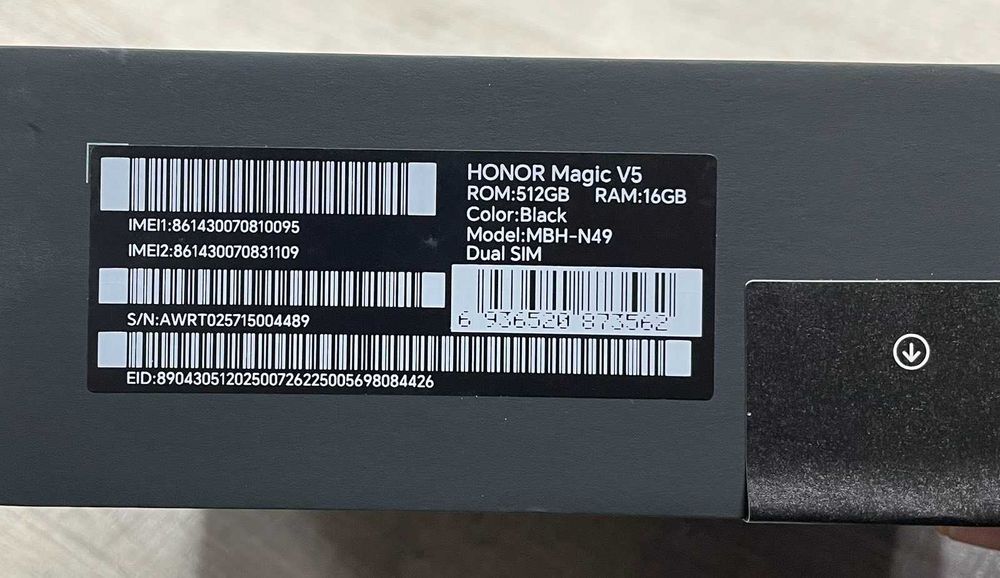 IMEI1:861430070810095
IMEI2:861430070831109
S/N:AWRT025715004489
EID:89043051202500726225005698084426
HONOR Magic V5
ROM:512GB RAM:16GB
Color:Black
Model:MBH-N49
Dual SIM
6 936520 873562